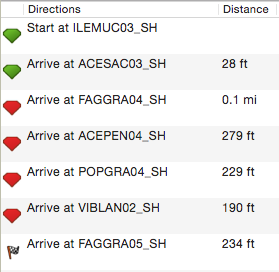 Directions Distance
Start at ILEMUC03_SH
Arrive at ACESAC03_SH 28 ft
Arrive at FAGGRA04_SH 0.1 mi
Arrive at ACEPEN04_SH 279 ft
Arrive at POPGRA04_SH 229 ft
Arrive at VIBLAN02_SH 190 ft
Arrive at FAGGRA05_SH 234 ft